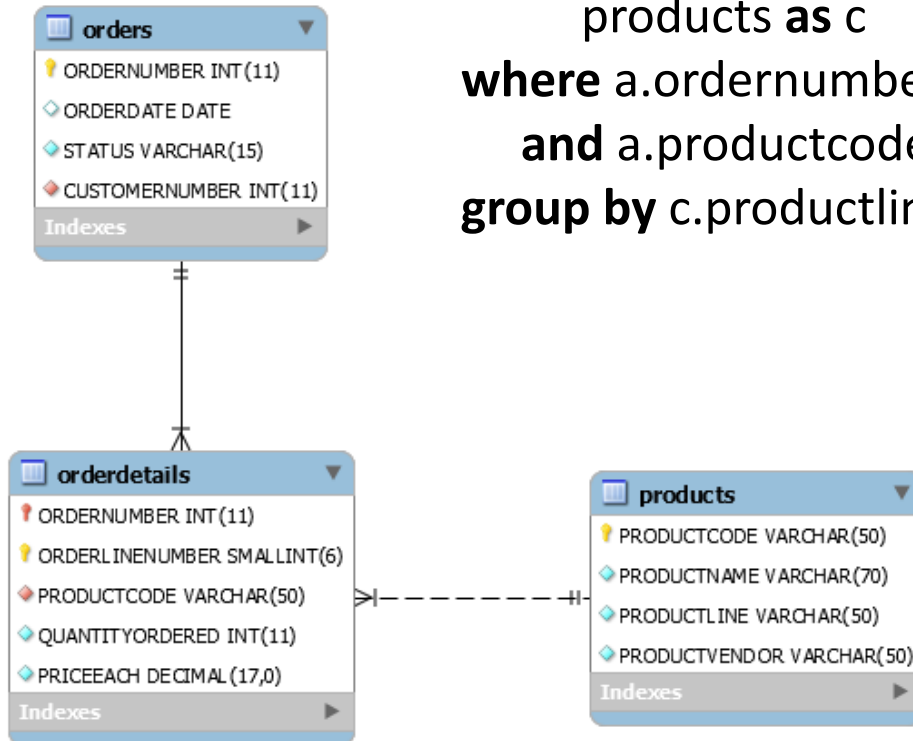 products as c
where a.ordernumbe
and a.productcode
group by c.productlin
orders
ORDERNUMBER INT(11)
ORDERDATE DATE
STATUS VARCHAR(15)
CUSTOMERNUMBER INT(11)
Indexes
orderdetails
ORDERNUMBER INT(11)
ORDERLINENUMBER SMALLINT(6)
PRODUCTCODE VARCHAR(50)
QUANTITYORDERED INT(11)
PRICEEACH DECIMAL(17,0)
Indexes
products
PRODUCTCODE VARCHAR(50)
PRODUCTNAME VARCHAR(70)
PRODUCTLINE VARCHAR(50)
PRODUCTVENDOR VARCHAR(50)
Indexes